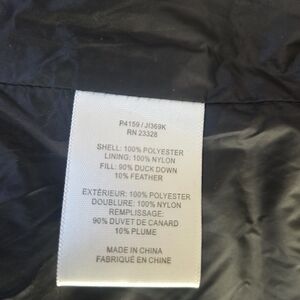 P4159 / JI369K
RN 23328
SHELL: 100% POLYESTER
LINING: 100% NYLON
FILL: 90% DUCK DOWN
10% FEATHER
EXTÉRIEUR: 100% POLYESTER
DOUBLURE: 100% NYLON
REMPLISSAGE:
90% DUVET DE CANARD
10% PLUME
MADE IN CHINA
FABRIQUÉ EN CHINE